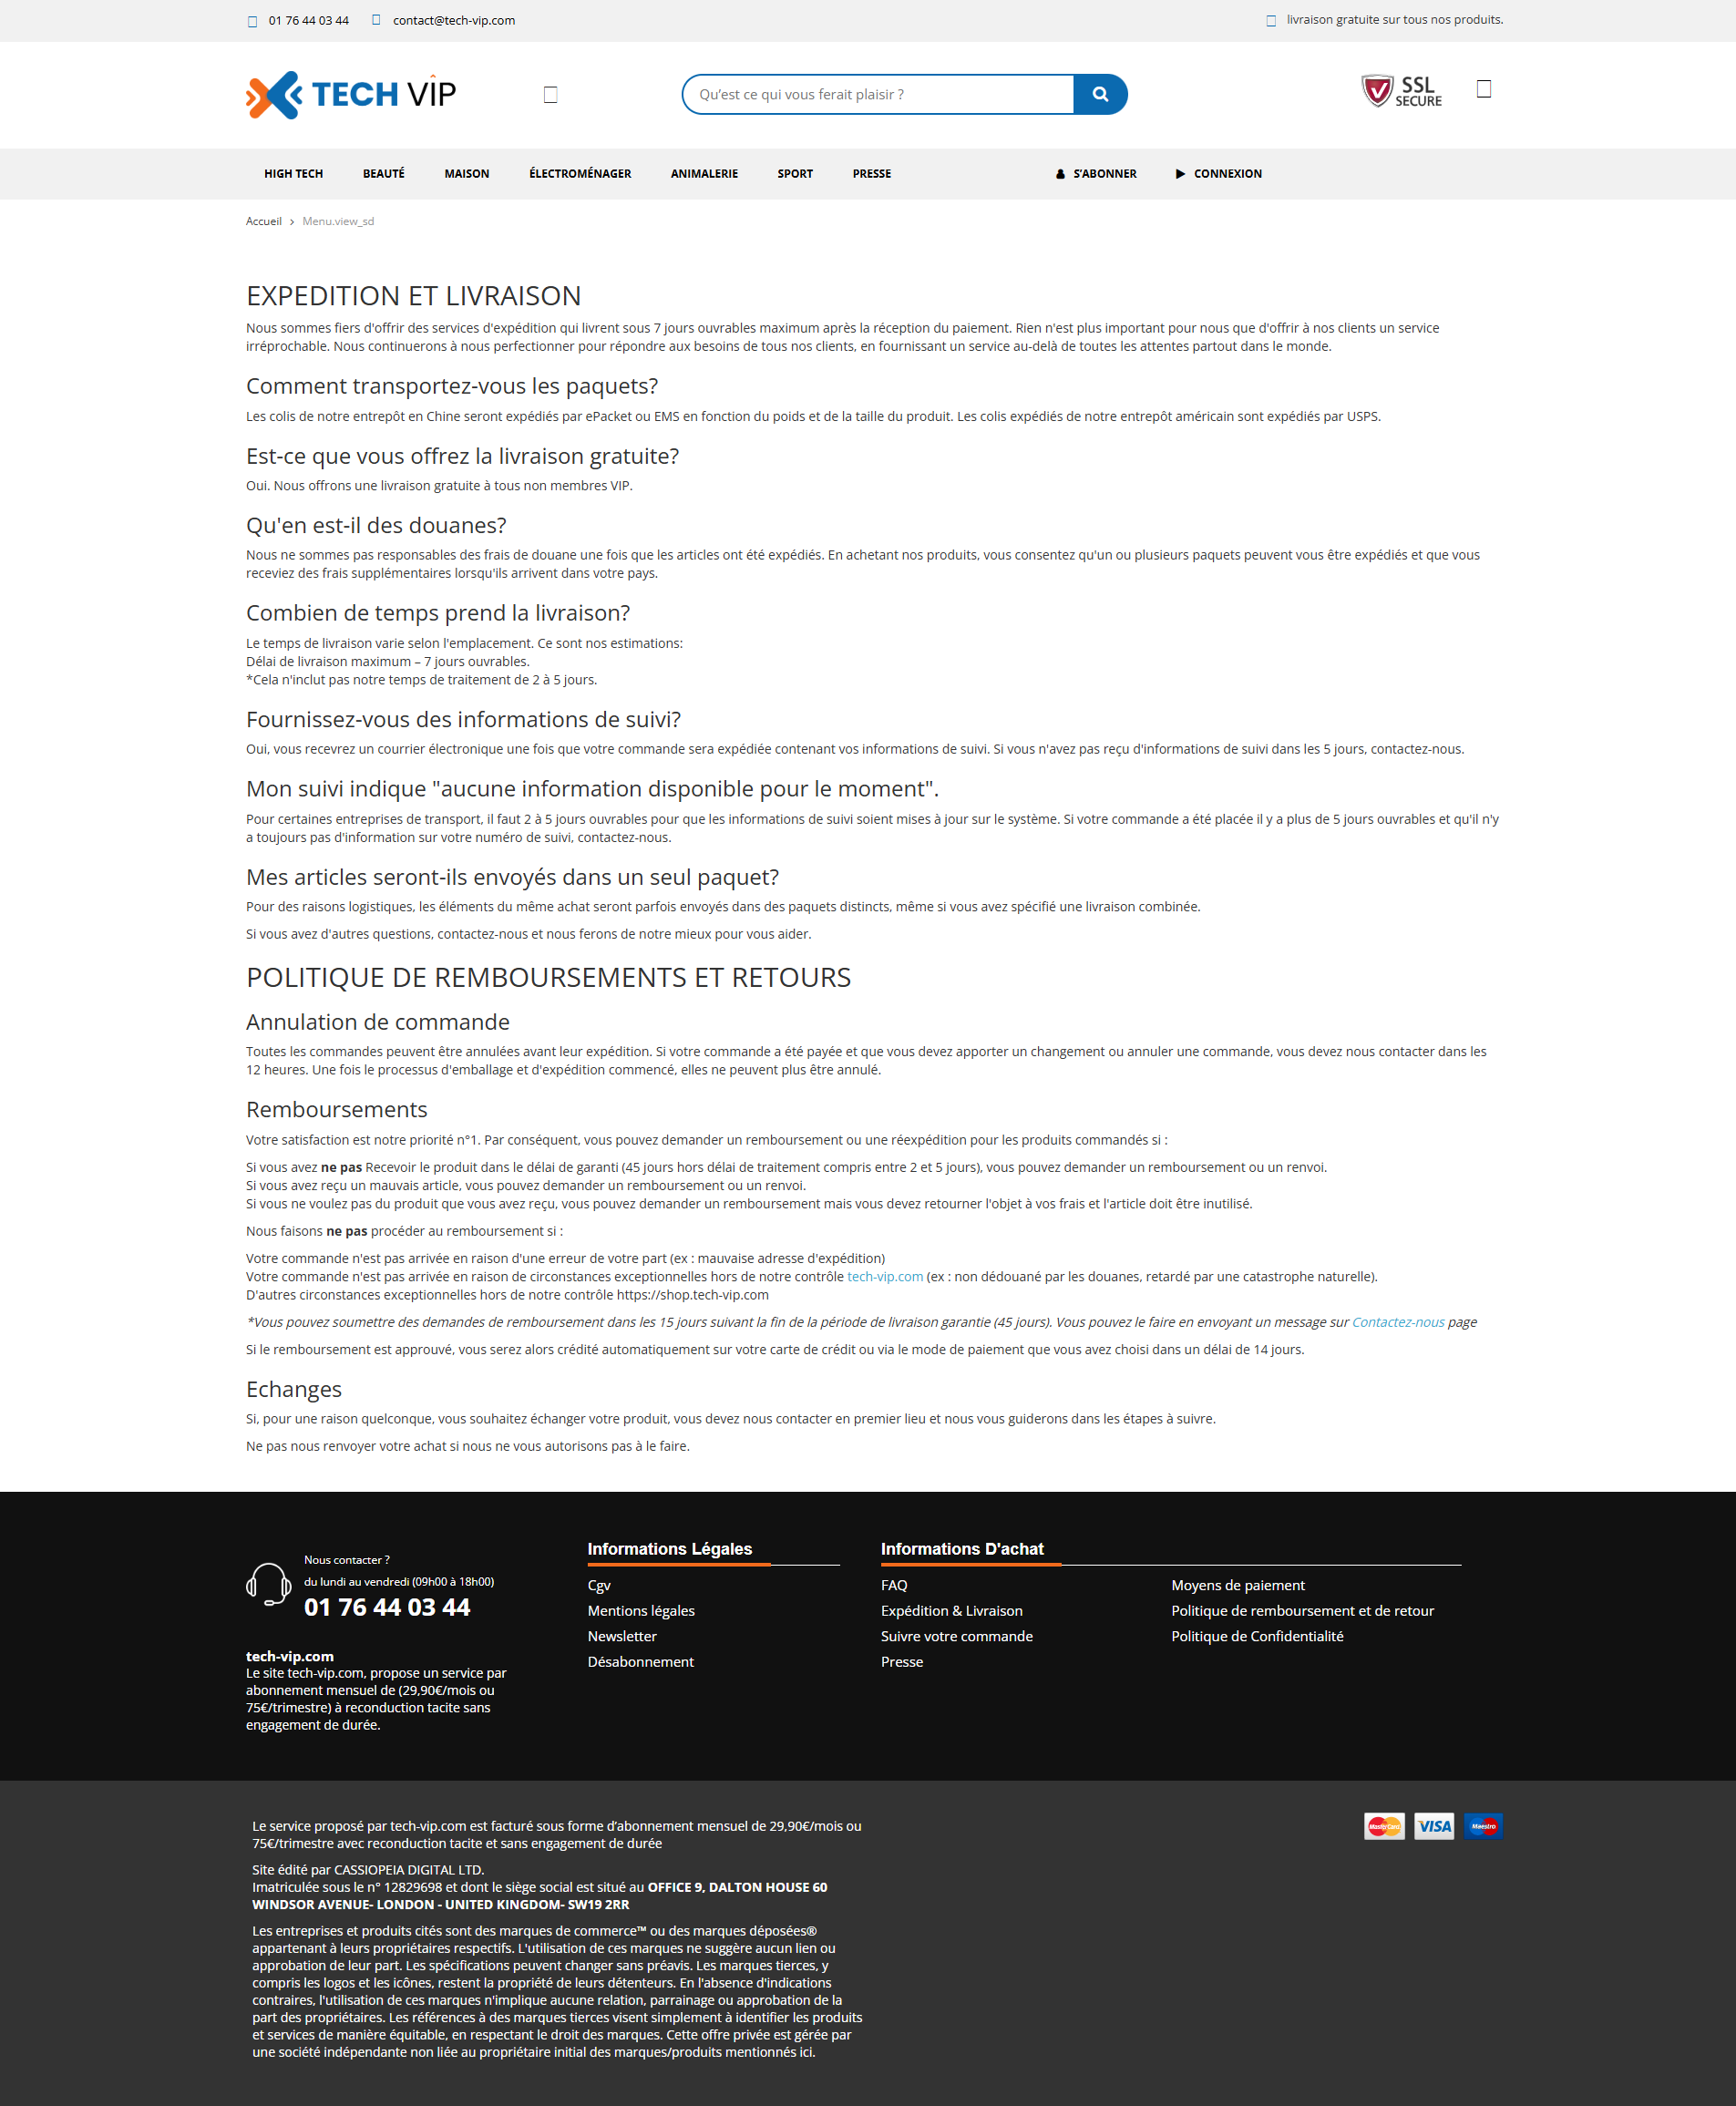 01 76 44 03 44 contact@tech-vip.com livraison gratuite sur tous nos produits.
TECH VIP Qu'est ce qui vous ferait plaisir ? SSL SECURE
HIGH TECH BEAUTÉ MAISON ÉLECTROMÉNAGER ANIMALERIE SPORT PRESSE S'ABONNER CONNEXION
Accueil > Menu.view_sd
EXPEDITION ET LIVRAISON
Nous sommes fiers d'offrir des services d'expédition qui livrent sous 7 jours ouvrables maximum après la réception du paiement. Rien n'est plus important pour nous que d'offrir à nos clients un service
irréprochable. Nous continuerons à nous perfectionner pour répondre aux besoins de tous nos clients, en fournissant un service au-delà de toutes les attentes partout dans le monde.
Comment transportez-vous les paquets?
Les colis de notre entrepôt en Chine seront expédiés par ePacket ou EMS en fonction du poids et de la taille du produit. Les colis expédiés de notre entrepôt américain sont expédiés par USPS.
Est-ce que vous offrez la livraison gratuite?
Oui. Nous offrons une livraison gratuite à tous non membres VIP.
Qu'en est-il des douanes?
Nous ne sommes pas responsables des frais de douane une fois que les articles ont été expédiés. En achetant nos produits, vous consentez qu'un ou plusieurs paquets peuvent vous être expédiés et que vous
receviez des frais supplémentaires lorsqu'ils arrivent dans votre pays.
Combien de temps prend la livraison?
Le temps de livraison varie selon l'emplacement. Ce sont nos estimations:
Délai de livraison maximum – 7 jours ouvrables.
*Cela n'inclut pas notre temps de traitement de 2 à 5 jours.
Fournissez-vous des informations de suivi?
Oui, vous recevrez un courrier électronique une fois que votre commande sera expédiée contenant vos informations de suivi. Si vous n'avez pas reçu d'informations de suivi dans les 5 jours, contactez-nous.
Mon suivi indique "aucune information disponible pour le moment".
Pour certaines entreprises de transport, il faut 2 à 5 jours ouvrables pour que les informations de suivi soient mises à jour sur le système. Si votre commande a été placée il y a plus de 5 jours ouvrables et qu'il n'y
a toujours pas d'information sur votre numéro de suivi, contactez-nous.
Mes articles seront-ils envoyés dans un seul paquet?
Pour des raisons logistiques, les éléments du même achat seront parfois envoyés dans des paquets distincts, même si vous avez spécifié une livraison combinée.
Si vous avez d'autres questions, contactez-nous et nous ferons de notre mieux pour vous aider.
POLITIQUE DE REMBOURSEMENTS ET RETOURS
Annulation de commande
Toutes les commandes peuvent être annulées avant leur expédition. Si votre commande a été payée et que vous devez apporter un changement ou annuler une commande, vous devez nous contacter dans les
12 heures. Une fois le processus d'emballage et d'expédition commencé, elles ne peuvent plus être annulé.
Remboursements
Votre satisfaction est notre priorité n°1. Par conséquent, vous pouvez demander un remboursement ou une réexpédition pour les produits commandés si :
Si vous avez ne pas Recevoir le produit dans le délai de garanti (45 jours hors délai de traitement compris entre 2 et 5 jours), vous pouvez demander un remboursement ou un renvoi.
Si vous avez reçu un mauvais article, vous pouvez demander un remboursement ou un renvoi.
Si vous ne voulez pas du produit que vous avez reçu, vous pouvez demander un remboursement mais vous devez retourner l'objet à vos frais et l'article doit être inutilisé.
Nous faisons ne pas procéder au remboursement si :
Votre commande n'est pas arrivée en raison d'une erreur de votre part (ex : mauvaise adresse d'expédition)
Votre commande n'est pas arrivée en raison de circonstances exceptionnelles hors de notre contrôle tech-vip.com (ex : non dédouané par les douanes, retardé par une catastrophe naturelle).
D'autres circonstances exceptionnelles hors de notre contrôle https://shop.tech-vip.com
*Vous pouvez soumettre des demandes de remboursement dans les 15 jours suivant la fin de la période de livraison garantie (45 jours). Vous pouvez le faire en envoyant un message sur Contactez-nous page
Si le remboursement est approuvé, vous serez alors crédité automatiquement sur votre carte de crédit ou via le mode de paiement que vous avez choisi dans un délai de 14 jours.
Echanges
Si, pour une raison quelconque, vous souhaitez échanger votre produit, vous devez nous contacter en premier lieu et nous vous guiderons dans les étapes à suivre.
Ne pas nous renvoyer votre achat si nous ne vous autorisons pas à le faire.
Nous contacter ?
du lundi au vendredi (09h00 à 18h00)
01 76 44 03 44
tech-vip.com
Le site tech-vip.com, propose un service par
abonnement mensuel de (29,90€/mois ou
75€/trimestre) à reconduction tacite sans
engagement de durée.
Informations Légales
Cgv
Mentions légales
Newsletter
Désabonnement
Informations D'achat
FAQ
Expédition & Livraison
Suivre votre commande
Presse
Moyens de paiement
Politique de remboursement et de retour
Politique de Confidentialité
Le service proposé par tech-vip.com est facturé sous forme d'abonnement mensuel de 29,90€/mois ou
75€/trimestre avec reconduction tacite et sans engagement de durée
MasterCard VISA Maestro
Site édité par CASSIOPEIA DIGITAL LTD.
Imatriculée sous le n° 12829698 et dont le siège social est situé au OFFICE 9, DALTON HOUSE 60
WINDSOR AVENUE- LONDON - UNITED KINGDOM- SW19 2RR
Les entreprises et produits cités sont des marques de commerce™ ou des marques déposées®
appartenant à leurs propriétaires respectifs. L'utilisation de ces marques ne suggère aucun lien ou
approbation de leur part. Les spécifications peuvent changer sans préavis. Les marques tierces, y
compris les logos et les icônes, restent la propriété de leurs détenteurs. En l'absence d'indications
contraires, l'utilisation de ces marques n'implique aucune relation, parrainage ou approbation de la
part des propriétaires. Les références à des marques tierces visent simplement à identifier les produits
et services de manière équitable, en respectant le droit des marques. Cette offre privée est gérée par
une société indépendante non liée au propriétaire initial des marques/produits mentionnés ici.